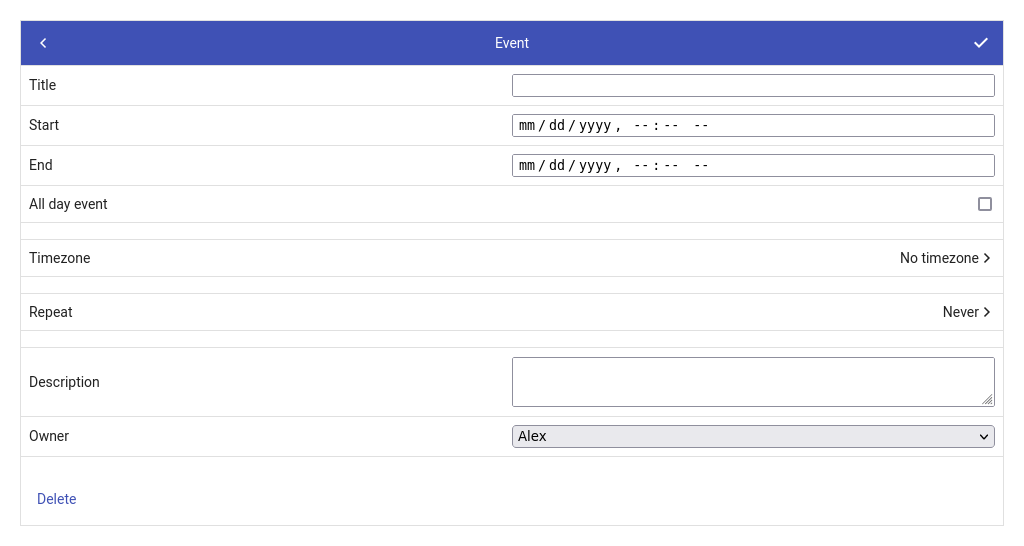 Event
Title
Start mm/dd/yyyy, --:-- --
End mm/dd/yyyy, --:-- --
All day event
Timezone No timezone
Repeat Never
Description
Owner Alex
Delete